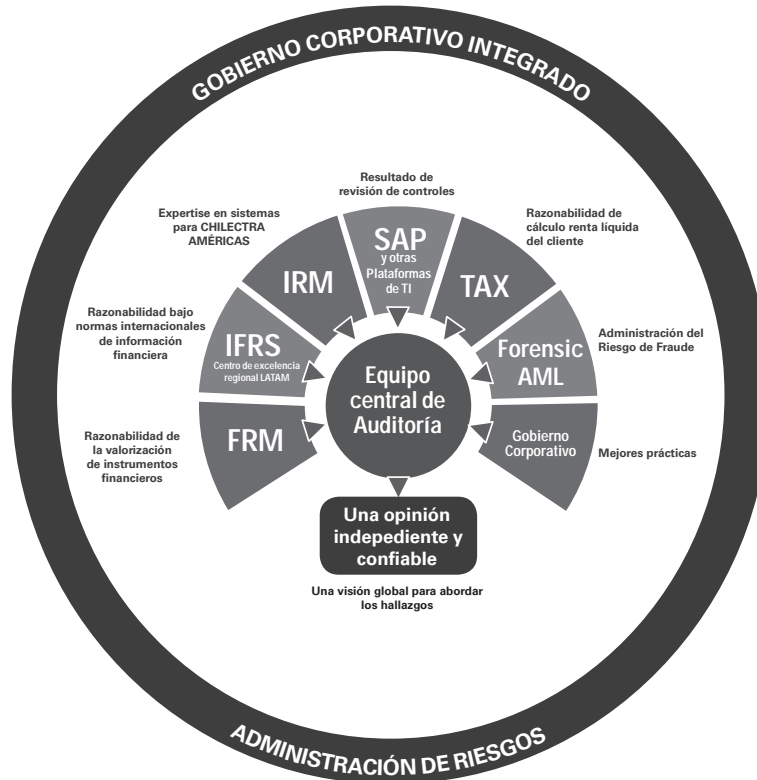 GOBIERNO CORPORATIVO INTEGRADO
Resultado de
revisión de controles
Expertise en sistemas
para CHILECTRA
AMÉRICAS
Razonabilidad de
cálculo renta líquida
del cliente
SAP
y otras
Plataformas
de TI
IRM
TAX
Razonabilidad bajo
normas internacionales
de información
financiera
IFRS
Centro de excelencia
regional LATAM
Forensic
AML
Administración del
Riesgo de Fraude
Equipo
central de
Auditoría
Razonabilidad de
la valorización
de instrumentos
financieros
FRM
Gobierno
Corporativo
Mejores prácticas
Una opinión
indepediente y
confiable
Una visión global para abordar
los hallazgos
ADMINISTRACIÓN DE RIESGOS